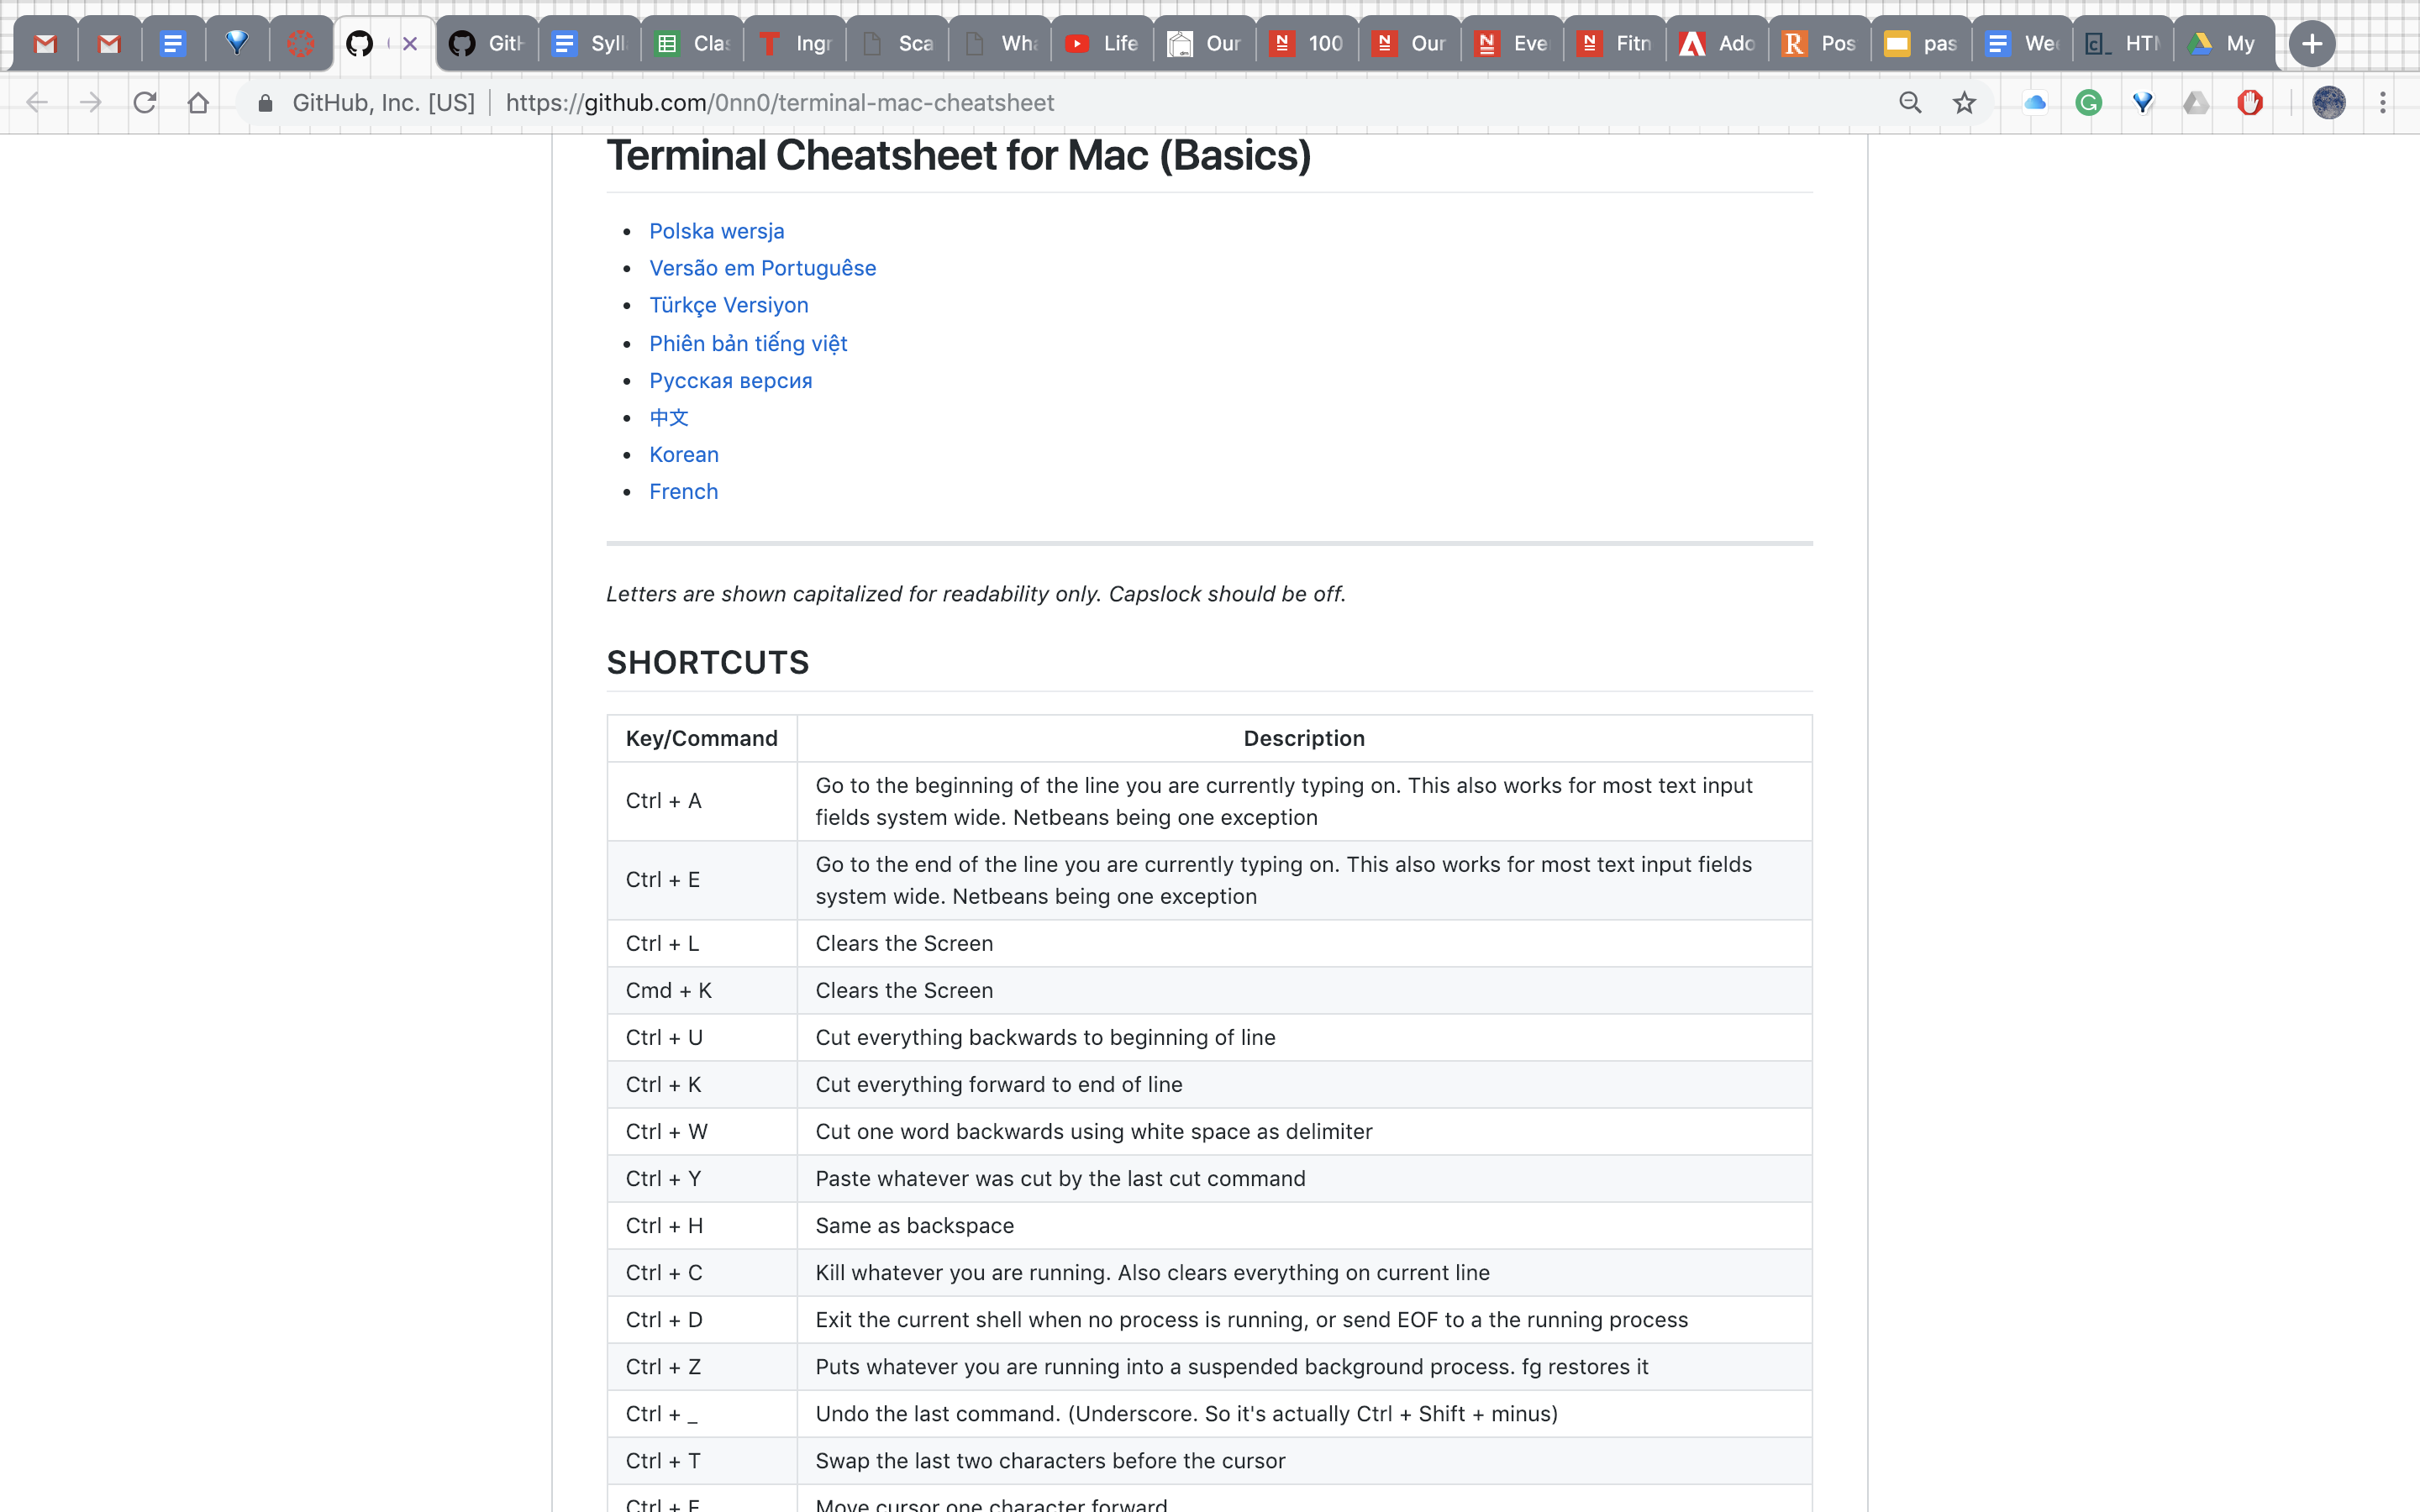 GitH
Sylla
Clas
Ingr
Sca
Wha
Life
Our
100
Our
Eve
Fitn
Ado
Pos
pas
Wee
HTM
My
GitHub, Inc. [US] https://github.com/0nn0/terminal-mac-cheatsheet
Terminal Cheatsheet for Mac (Basics)
Polska wersja
Versão em Portuguêse
Türkçe Versiyon
Phiên bản tiếng việt
Русская версия
中文
Korean
French
Letters are shown capitalized for readability only. Capslock should be off.
SHORTCUTS
Key/Command Description
Ctrl + A Go to the beginning of the line you are currently typing on. This also works for most text input
fields system wide. Netbeans being one exception
Ctrl + E Go to the end of the line you are currently typing on. This also works for most text input fields
system wide. Netbeans being one exception
Ctrl + L Clears the Screen
Cmd + K Clears the Screen
Ctrl + U Cut everything backwards to beginning of line
Ctrl + K Cut everything forward to end of line
Ctrl + W Cut one word backwards using white space as delimiter
Ctrl + Y Paste whatever was cut by the last cut command
Ctrl + H Same as backspace
Ctrl + C Kill whatever you are running. Also clears everything on current line
Ctrl + D Exit the current shell when no process is running, or send EOF to a the running process
Ctrl + Z Puts whatever you are running into a suspended background process. fg restores it
Ctrl + _ Undo the last command. (Underscore. So it's actually Ctrl + Shift + minus)
Ctrl + T Swap the last two characters before the cursor
Ctrl + F Move cursor one character forward